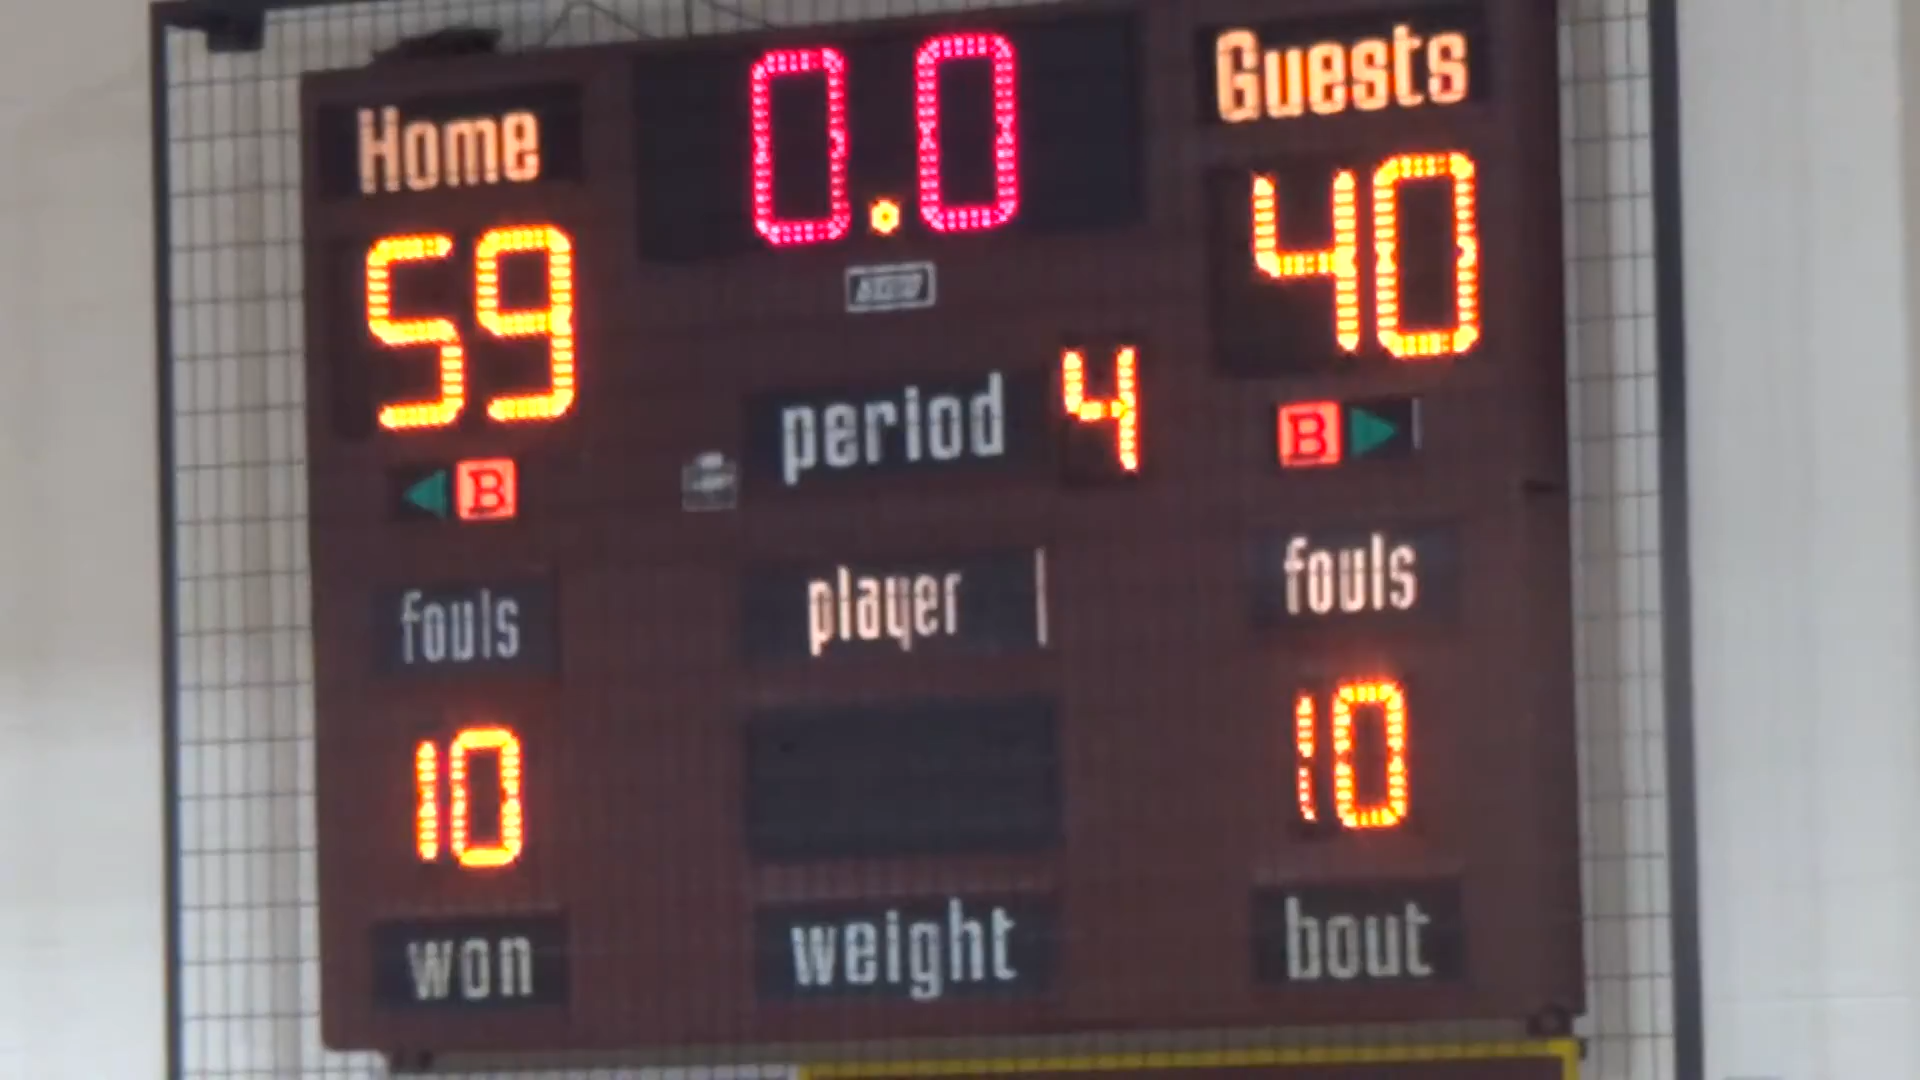 Home 0.0 Guests
59 40
period 4
B B
fouls player fouls
10 10
won weight bout